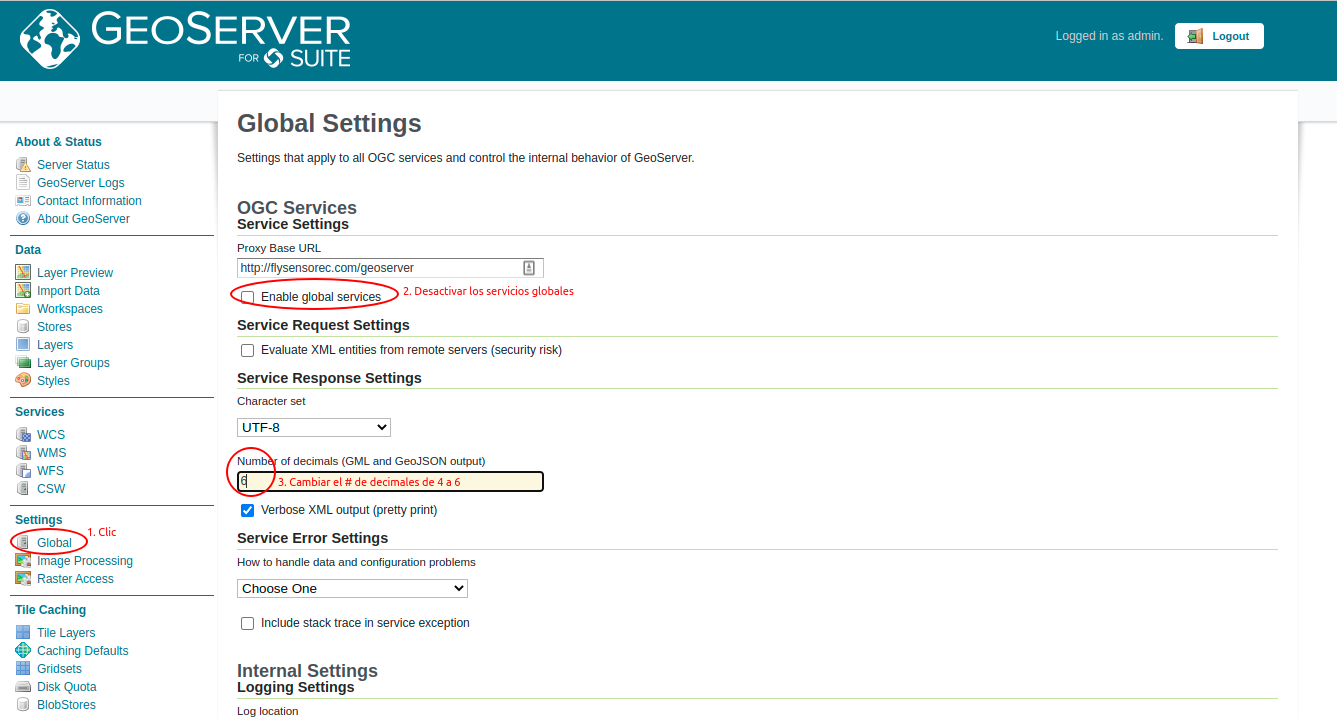 GEOSERVER
FOR SUITE
Logged in as admin.
Logout
About & Status
Server Status
GeoServer Logs
Contact Information
About GeoServer
Data
Layer Preview
Import Data
Workspaces
Stores
Layers
Layer Groups
Styles
Services
WCS
WMS
WFS
CSW
Settings
1. Clic
Global
Image Processing
Raster Access
Tile Caching
Tile Layers
Caching Defaults
Gridsets
Disk Quota
BlobStores
Global Settings
Settings that apply to all OGC services and control the internal behavior of GeoServer.
OGC Services
Service Settings
Proxy Base URL
http://flysensorec.com/geoserver
Enable global services 2. Desactivar los servicios globales
Service Request Settings
Evaluate XML entities from remote servers (security risk)
Service Response Settings
Character set
UTF-8
Number of decimals (GML and GeoJSON output)
6 3. Cambiar el # de decimales de 4 a 6
Verbose XML output (pretty print)
Service Error Settings
How to handle data and configuration problems
Choose One
Include stack trace in service exception
Internal Settings
Logging Settings
Log location